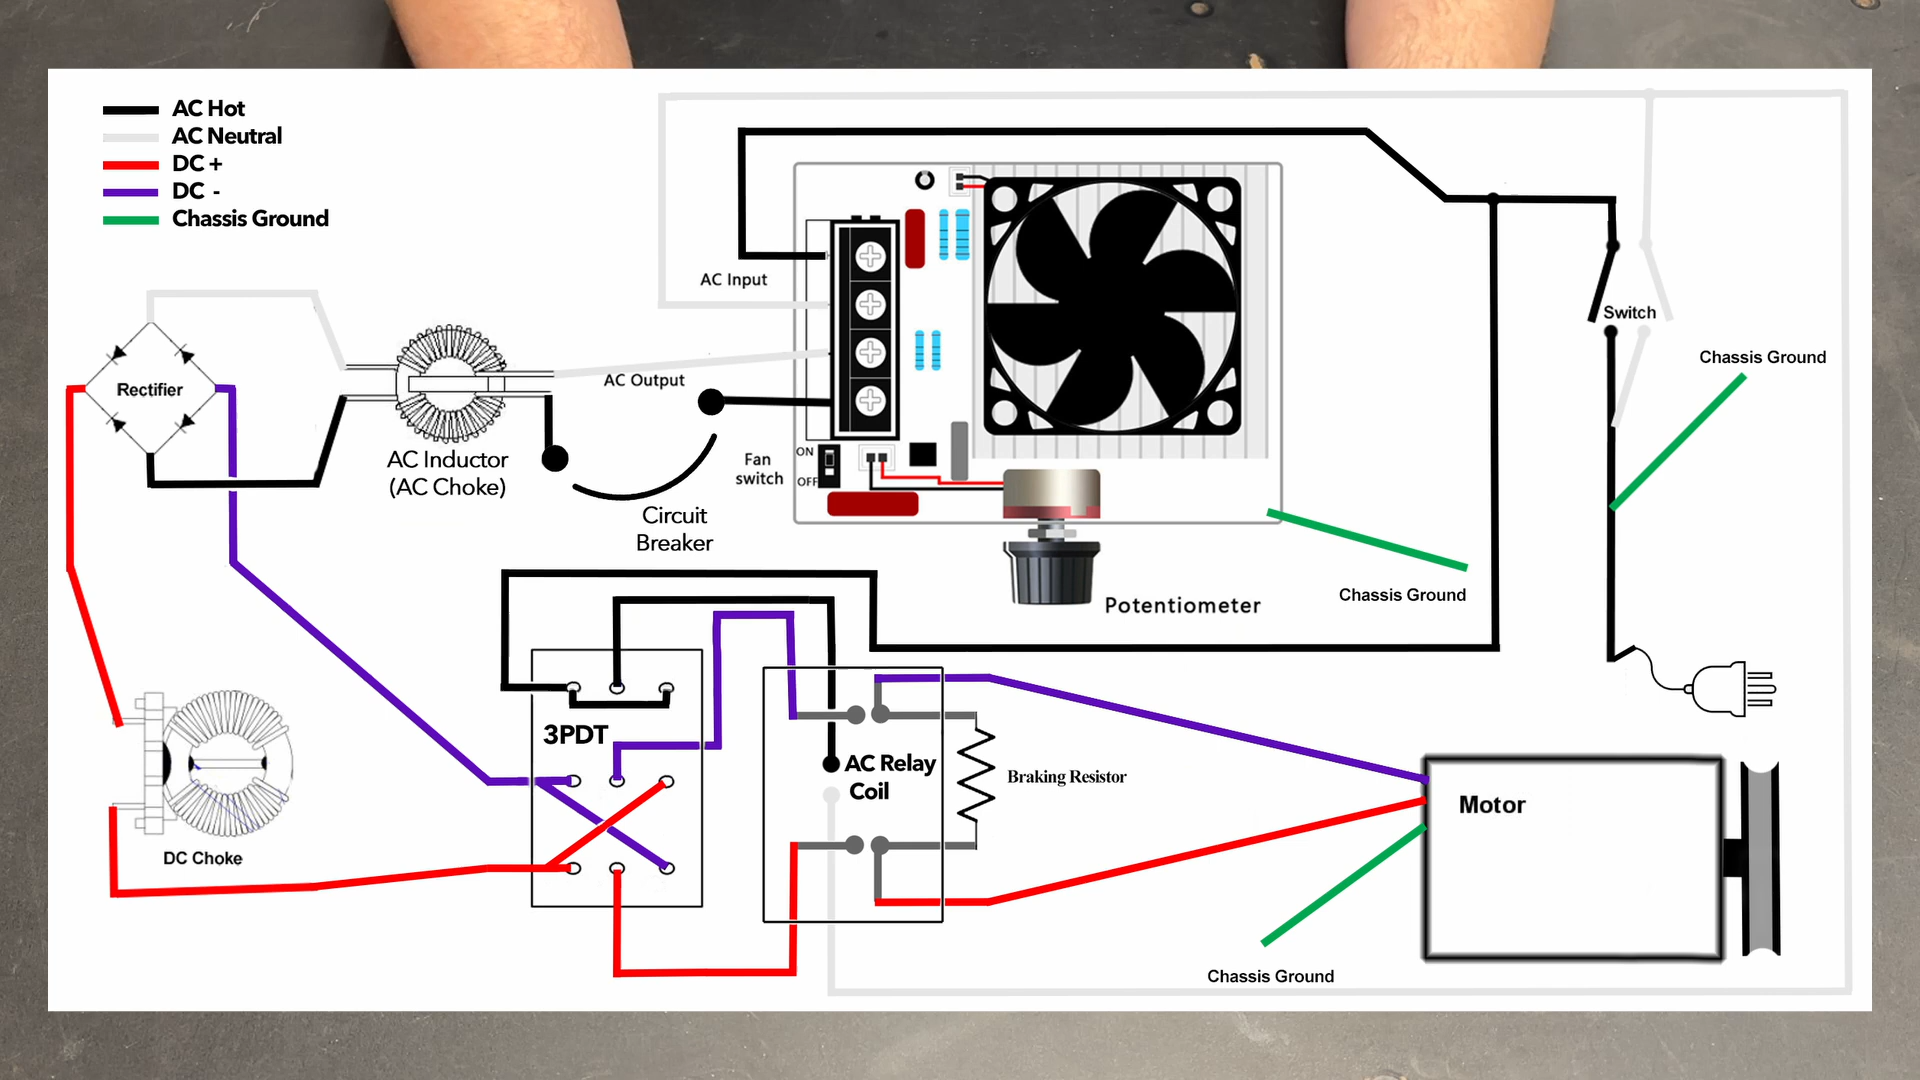 AC Hot
AC Neutral
DC +
DC -
Chassis Ground
AC Input
Switch
Chassis Ground
Rectifier
AC Output
AC Inductor
(AC Choke)
ON
Fan
switch
OFF
Circuit
Breaker
Chassis Ground
Potentiometer
3PDT
AC Relay
Coil
Braking Resistor
Motor
DC Choke
Chassis Ground